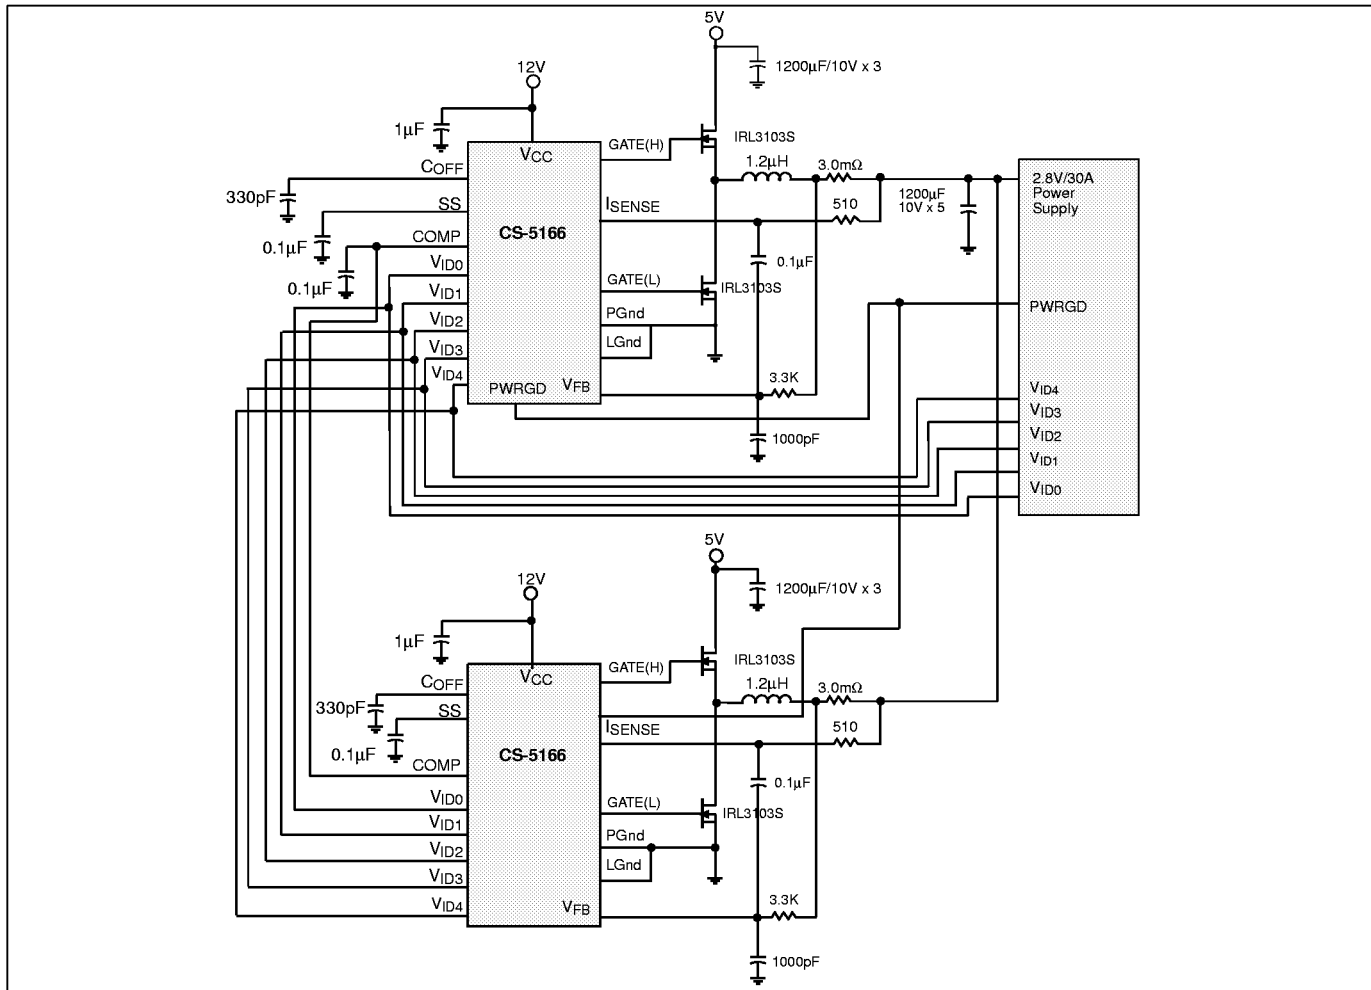 5V
1200µF/10V x 3
12V
1µF
VCC
GATE(H)
IRL3103S
1.2µH
3.0mΩ
COFF
330pF
SS
0.1µF
COMP
0.1µF
CS-5166
ISENSE
510
1200µF
10V x 5
2.8V/30A
Power
Supply
0.1µF
VID0
VID1
VID2
VID3
VID4
GATE(L)
IRL3103S
PGnd
LGnd
PWRGD
VFB
3.3K
1000pF
PWRGD
VID4
VID3
VID2
VID1
VID0
5V
1200µF/10V x 3
12V
1µF
VCC
GATE(H)
IRL3103S
1.2µH
3.0mΩ
COFF
330pF
SS
0.1µF
COMP
CS-5166
ISENSE
510
0.1µF
VID0
VID1
VID2
VID3
VID4
GATE(L)
IRL3103S
PGnd
LGnd
VFB
3.3K
1000pF